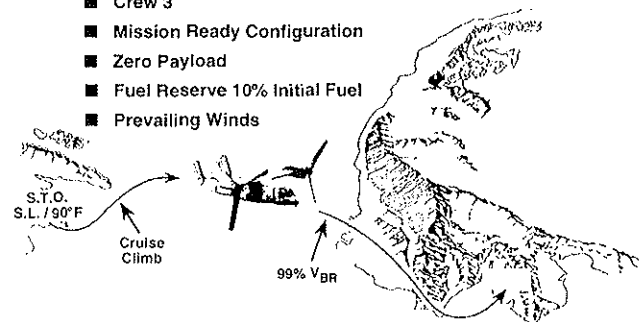 ■ Crew 3
■ Mission Ready Configuration
■ Zero Payload
■ Fuel Reserve 10% Initial Fuel
■ Prevailing Winds
S.T.O.
S.L. / 90°F
Cruise
Climb
99% VBR